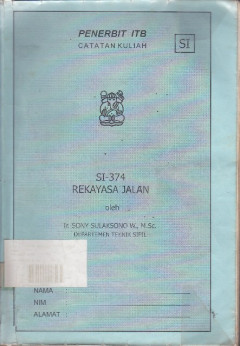 PENERBIT ITB
CATATAN KULIAH
SI
SI-374
REKAYASA JALAN
oleh
Ir. SONY SULAKSONO W., M.Sc.
DEPARTEMEN TEKNIK SIPIL
NAMA
NIM
ALAMAT